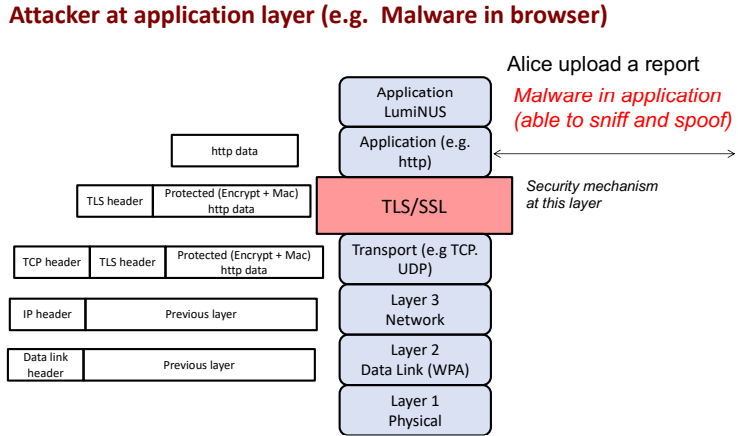 Attacker at application layer (e.g. Malware in browser)
Alice upload a report
Malware in application
(able to sniff and spoof)
Application
LumiNUS
http data
Application (e.g.
http)
TLS header
Protected (Encrypt + Mac)
http data
TLS/SSL
Security mechanism
at this layer
TCP header
TLS header
Protected (Encrypt + Mac)
http data
Transport (e.g TCP.
UDP)
IP header
Previous layer
Layer 3
Network
Data link
header
Previous layer
Layer 2
Data Link (WPA)
Layer 1
Physical